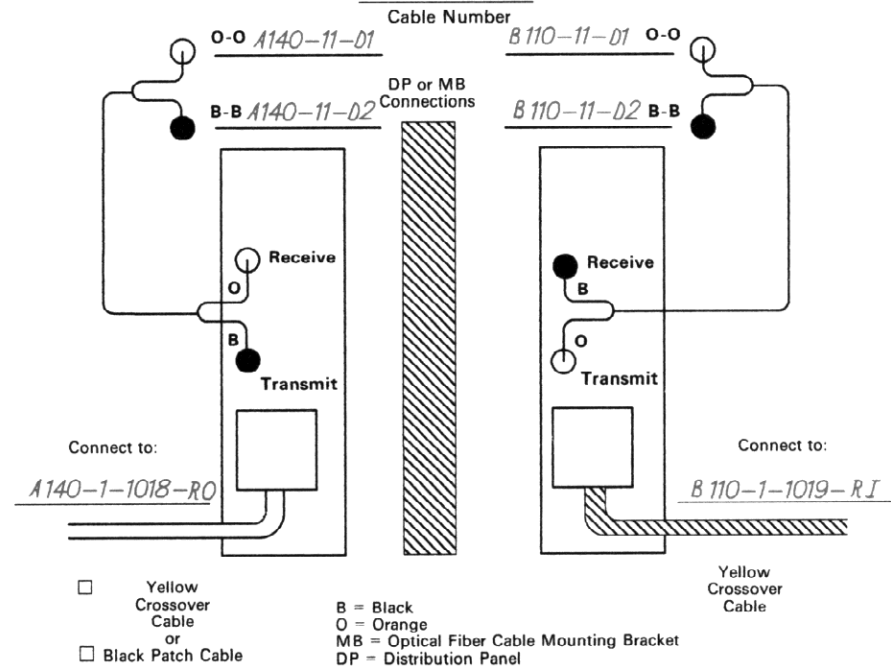 Cable Number
O-O A140-11-D1
B110-11-D1 O-O
DP or MB
Connections
B-B A140-11-D2
B110-11-D2 B-B
Receive
O
B
Transmit
Receive
B
O
Transmit
Connect to:
A140-1-1018-RO
Connect to:
B110-1-1019-RI
Yellow
Crossover
Cable
or
Black Patch Cable
B = Black
O = Orange
MB = Optical Fiber Cable Mounting Bracket
DP = Distribution Panel
Yellow
Crossover
Cable